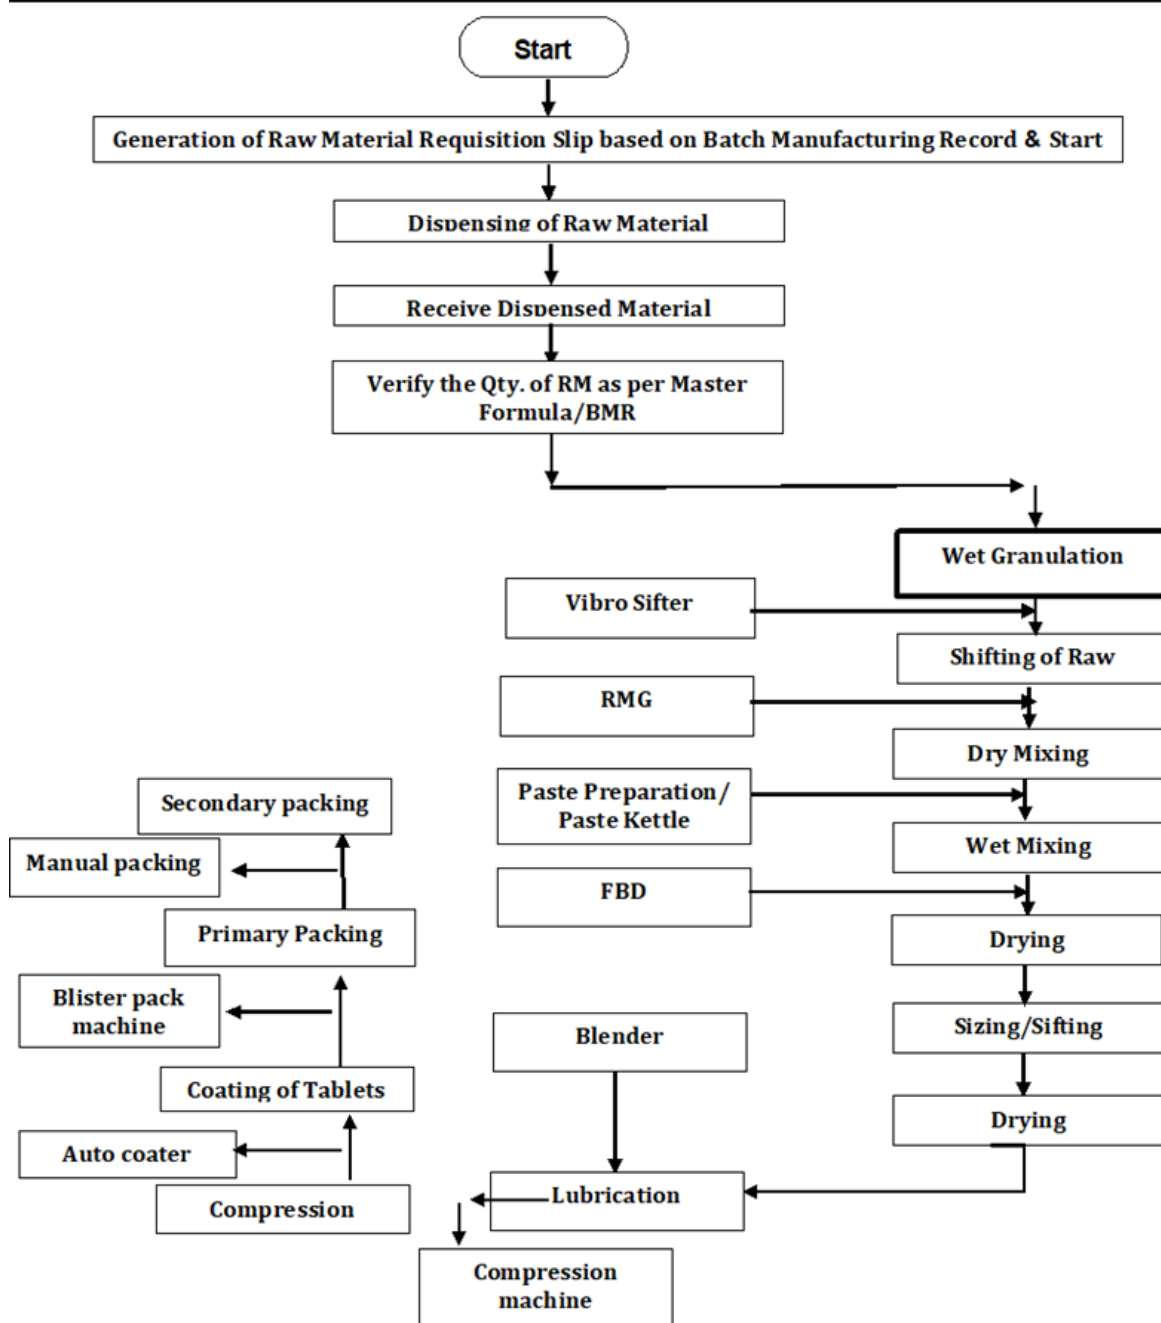 Start
Generation of Raw Material Requisition Slip based on Batch Manufacturing Record & Start
Dispensing of Raw Material
Receive Dispensed Material
Verify the Qty. of RM as per Master
Formula/BMR
Wet Granulation
Vibro Sifter
Shifting of Raw
RMG
Dry Mixing
Paste Preparation/
Paste Kettle
Wet Mixing
FBD
Drying
Sizing/Sifting
Drying
Blender
Lubrication
Compression
machine
Secondary packing
Manual packing
Primary Packing
Blister pack
machine
Coating of Tablets
Auto coater
Compression